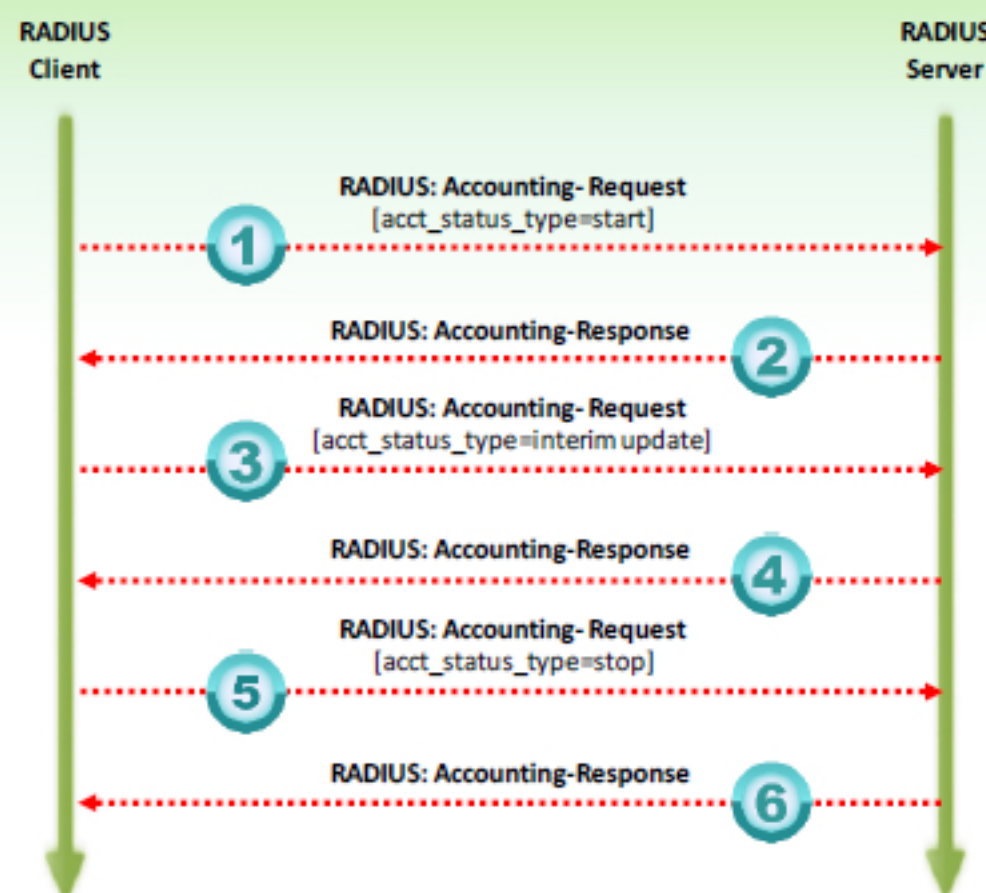 RADIUS
Client
RADIUS
Server
RADIUS: Accounting- Request
[acct_status_type=start]
1
RADIUS: Accounting-Response
2
RADIUS: Accounting- Request
[acct_status_type=interim update]
3
RADIUS: Accounting-Response
4
RADIUS: Accounting- Request
[acct_status_type=stop]
5
RADIUS: Accounting-Response
6